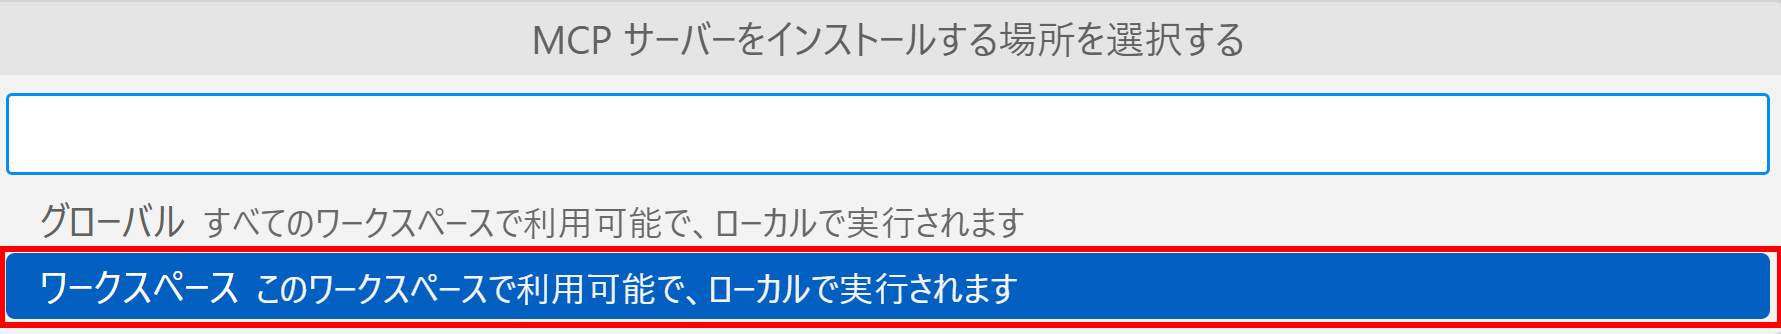 MCP サーバーをインストールする場所を選択する
グローバル すべてのワークスペースで利用可能で、ローカルで実行されます
ワークスペース このワークスペースで利用可能で、ローカルで実行されます